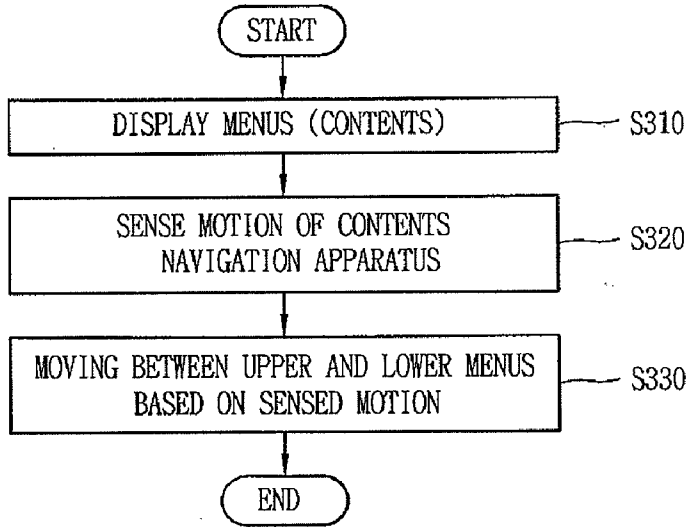 START
DISPLAY MENUS (CONTENTS)
S310
SENSE MOTION OF CONTENTS
NAVIGATION APPARATUS
S320
MOVING BETWEEN UPPER AND LOWER MENUS
BASED ON SENSED MOTION
S330
END